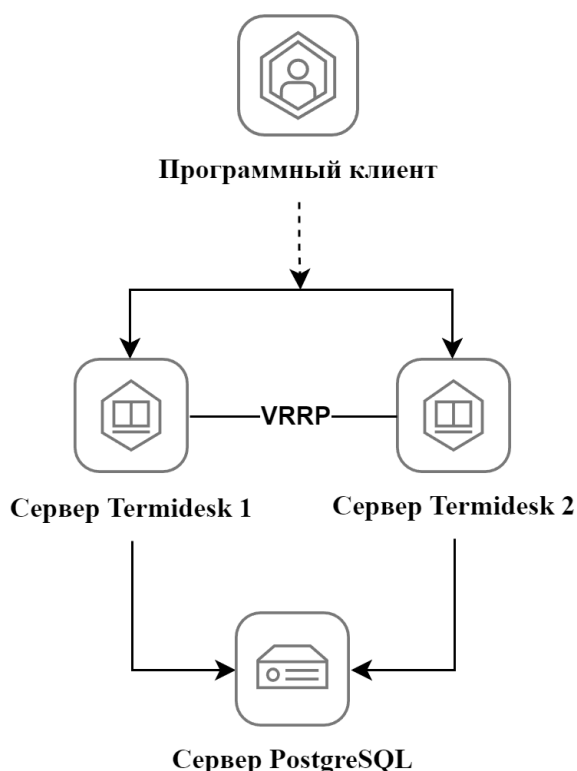 Программный клиент
VRRP
Сервер Termidesk 1
Сервер Termidesk 2
Сервер PostgreSQL